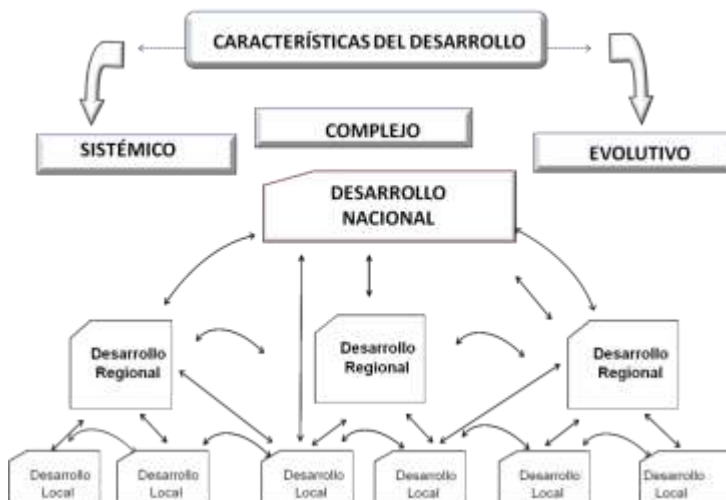 CARACTERÍSTICAS DEL DESARROLLO
SISTÉMICO
COMPLEJO
EVOLUTIVO
DESARROLLO
NACIONAL
Desarrollo
Regional
Desarrollo
Regional
Desarrollo
Regional
Desarrollo
Local
Desarrollo
Local
Desarrollo
Local
Desarrollo
Local
Desarrollo
Local
Desarrollo
Local